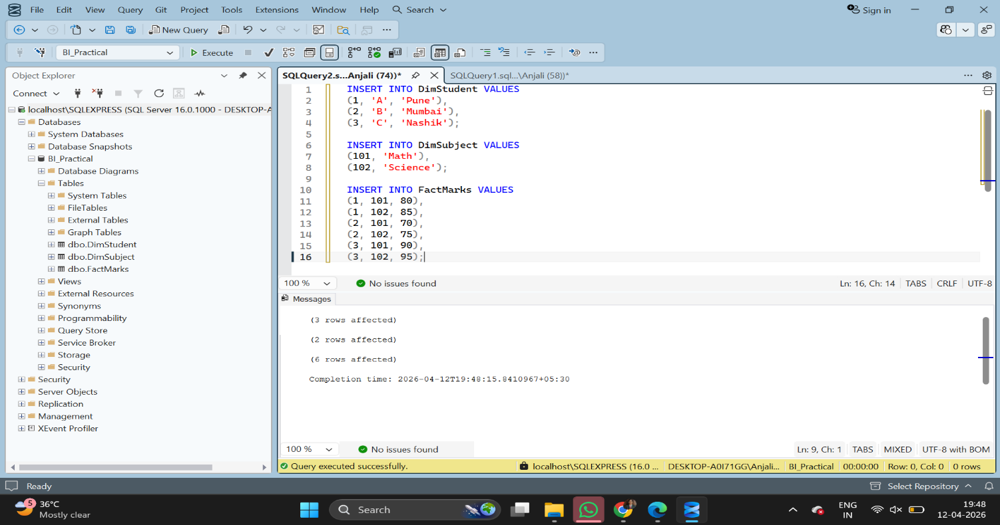 File Edit View Query Git Project Tools Extensions Window Help Search Sign in
New Query
BI_Practical Execute
Object Explorer
Connect
localhost\SQLEXPRESS (SQL Server 16.0.1000 - DESKTOP-A
Databases
System Databases
Database Snapshots
BI_Practical
Database Diagrams
Tables
System Tables
FileTables
External Tables
Graph Tables
dbo.DimStudent
dbo.DimSubject
dbo.FactMarks
Views
External Resources
Synonyms
Programmability
Query Store
Service Broker
Storage
Security
Security
Server Objects
Replication
Management
XEvent Profiler
SQLQuery2.s...Anjali (74))* SQLQuery1.sql...\Anjali (58))*
1 INSERT INTO DimStudent VALUES
2 (1, 'A', 'Pune'),
3 (2, 'B', 'Mumbai'),
4 (3, 'C', 'Nashik');
5
6 INSERT INTO DimSubject VALUES
7 (101, 'Math'),
8 (102, 'Science');
9
10 INSERT INTO FactMarks VALUES
11 (1, 101, 80),
12 (1, 102, 85),
13 (2, 101, 70),
14 (2, 102, 75),
15 (3, 101, 90),
16 (3, 102, 95);
100 % No issues found Ln: 16, Ch: 14 TABS CRLF UTF-8
Messages
(3 rows affected)
(2 rows affected)
(6 rows affected)
Completion time: 2026-04-12T19:48:15.8410967+05:30
100 % No issues found Ln: 9, Ch: 1 TABS MIXED UTF-8 with BOM
Query executed successfully. localhost\SQLEXPRESS (16.0 ... DESKTOP-A0I71GG\Anjali... BI_Practical 00:00:00 Row: 0, Col: 0 0 rows
Ready Select Repository
5 36°C
Mostly clear
Search
ENG
IN
19:48
12-04-2026